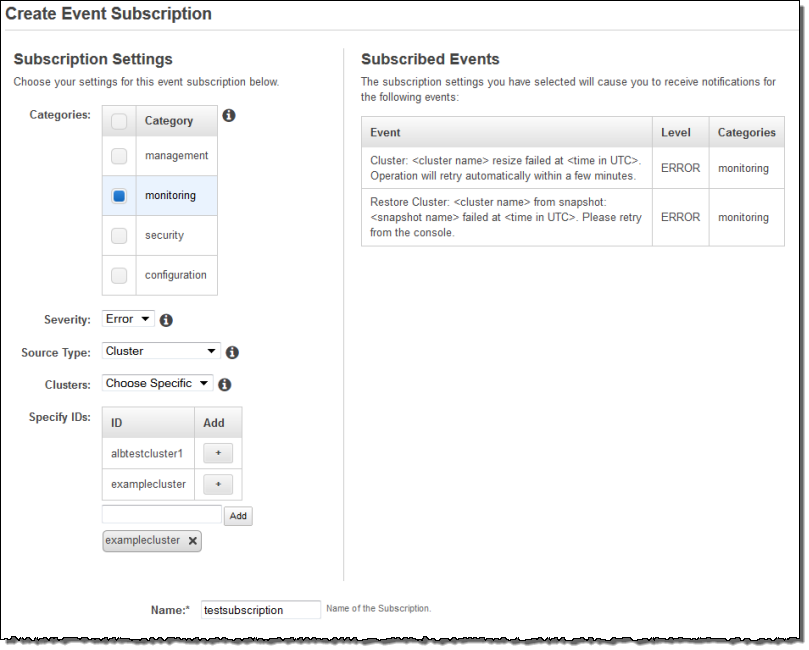 Create Event Subscription
Subscription Settings
Choose your settings for this event subscription below.
Categories:
Category
management
monitoring
security
configuration
Severity:
Error
Source Type:
Cluster
Clusters:
Choose Specific
Specify IDs:
ID Add
albtestcluster1 +
examplecluster +
Add
examplecluster
Subscribed Events
The subscription settings you have selected will cause you to receive notifications for
the following events:
Event Level Categories
Cluster: <cluster name> resize failed at <time in UTC>.
Operation will retry automatically within a few minutes.
ERROR monitoring
Restore Cluster: <cluster name> from snapshot:
<snapshot name> failed at <time in UTC>. Please retry
from the console.
ERROR monitoring
Name:* testsubscription Name of the Subscription.